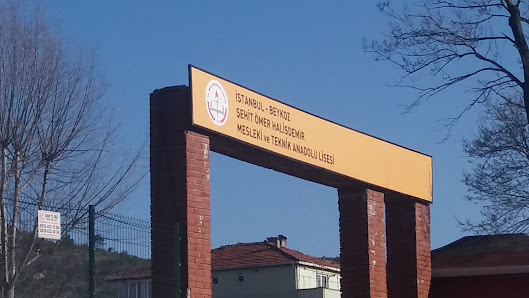 İSTANBUL - BEYKOZ
ŞEHİT ÖMER HALİSDEMİR
MESLEKİ ve TEKNİK ANADOLU LİSESİ